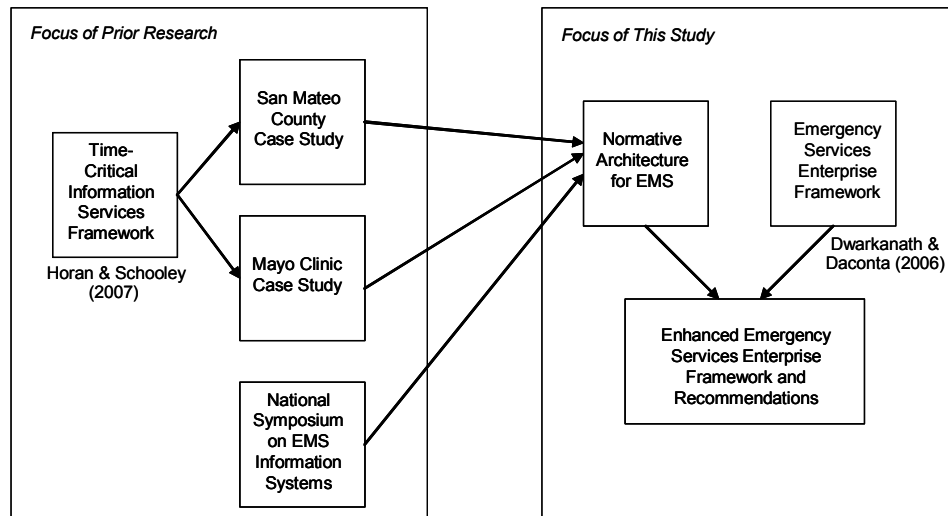 Focus of Prior Research
San Mateo
County
Case Study
Time-
Critical
Information
Services
Framework
Horan & Schooley
(2007)
Mayo Clinic
Case Study
National
Symposium
on EMS
Information
Systems
Focus of This Study
Normative
Architecture
for EMS
Emergency
Services
Enterprise
Framework
Dwarkanath &
Daconta (2006)
Enhanced Emergency
Services Enterprise
Framework and
Recommendations